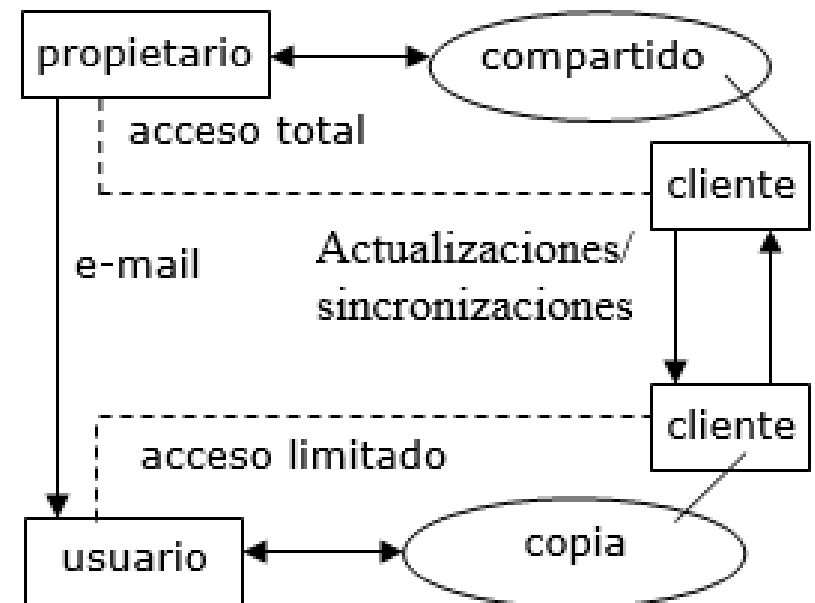 propietario
compartido
acceso total
cliente
e-mail
Actualizaciones/
sincronizaciones
cliente
acceso limitado
usuario
copia